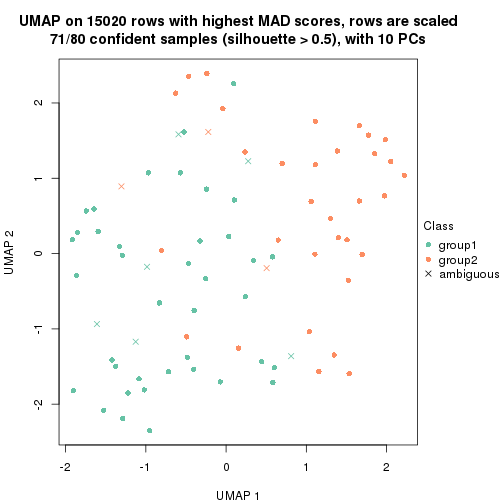 UMAP on 15020 rows with highest MAD scores, rows are scaled
71/80 confident samples (silhouette > 0.5), with 10 PCs
2
1
0
-1
-2
UMAP 2
-2
-1
0
1
2
UMAP 1
Class
group1
group2
ambiguous